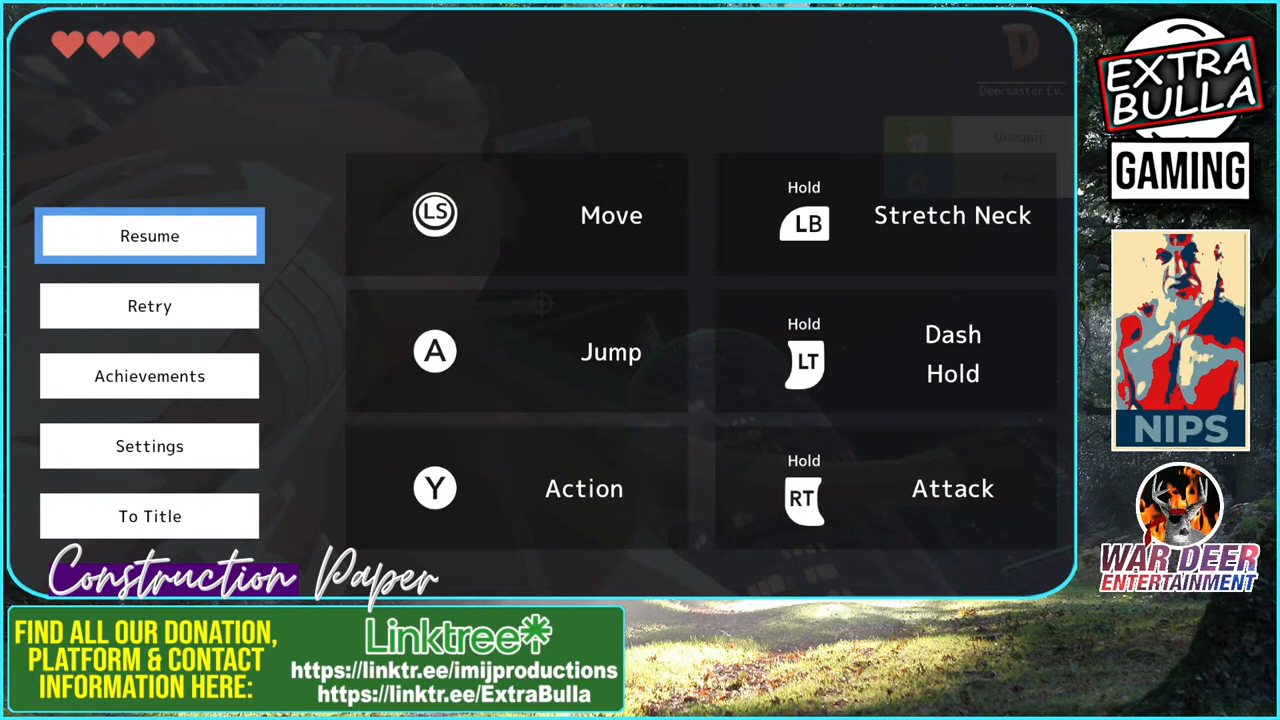 D
Deersaster Lv.
Unequip
Resume
Retry
Achievements
Settings
To Title
LS
Move
Hold
LB
Stretch Neck
A
Jump
Hold
LT
Dash
Hold
Y
Action
Hold
RT
Attack
Construction Paper
EXTRA
BULLA
GAMING
NIPS
WAR DEER
ENTERTAINMENT
FIND ALL OUR DONATION,
PLATFORM & CONTACT
INFORMATION HERE:
Linktree
https://linktr.ee/imijproductions
https://linktr.ee/ExtraBulla